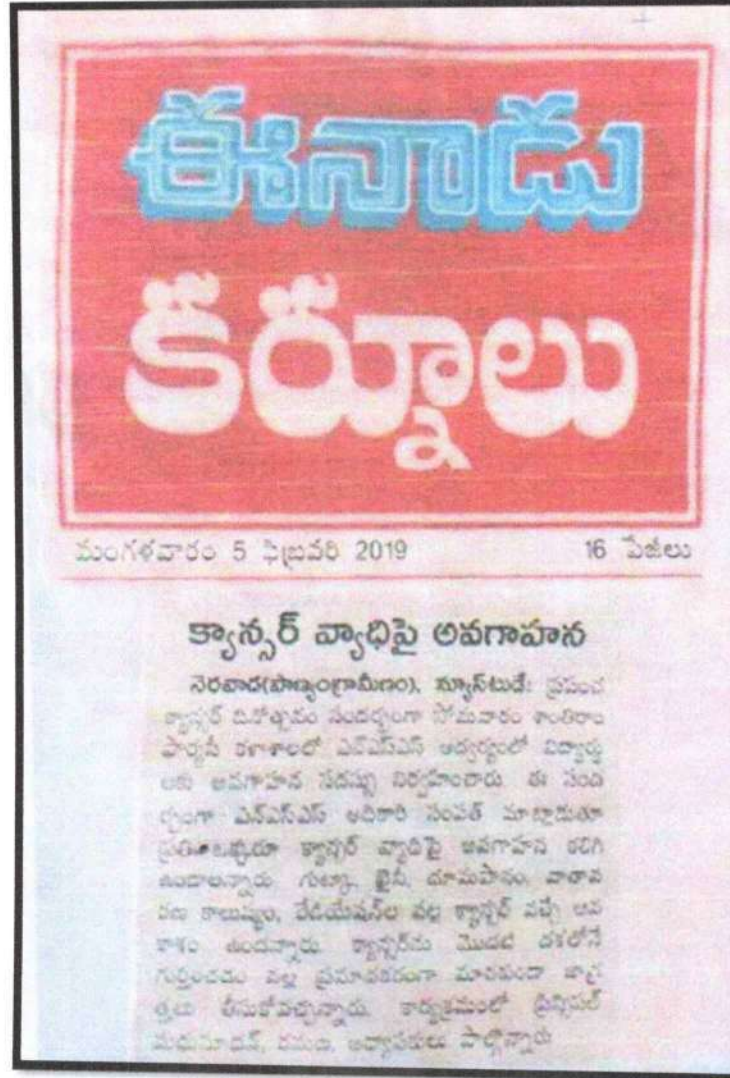 ఈనాడు
కర్నూలు
మంగళవారం 5 ఫిబ్రవరి 2019 16 పేజీలు
క్యాన్సర్ వ్యాధిపై అవగాహన
నెరవాద(పాణ్యంగ్రామీణం), న్యూస్‌టుడే: ప్రపంచ
క్యాన్సర్ దినోత్సవం సందర్భంగా సోమవారం శాంతిరాం
ఫార్మసీ కళాశాలలో ఎన్ఎస్ఎస్ ఆధ్వర్యంలో విద్యార్థు
లకు అవగాహన సదస్సు నిర్వహించారు. ఈ సంద
ర్భంగా ఎన్ఎస్ఎస్ అధికారి సంపత్ మాట్లాడుతూ
ప్రతి ఒక్కరూ క్యాన్సర్ వ్యాధిపై అవగాహన కలిగి
ఉండాలన్నారు. గుట్కా, ఖైనీ, ధూమపానం, వాతావ
రణ కాలుష్యం, రేడియేషన్ల వల్ల క్యాన్సర్ వచ్చే అవ
కాశం ఉందన్నారు. క్యాన్సర్‌ను మొదటి దశలోనే
గుర్తించడం వల్ల ప్రమాదకరంగా మారకుండా జాగ్ర
త్తలు తీసుకోవచ్చన్నారు. కార్యక్రమంలో ప్రిన్సిపల్
మధుసూధన్, రమణ, అధ్యాపకులు పాల్గొన్నారు.